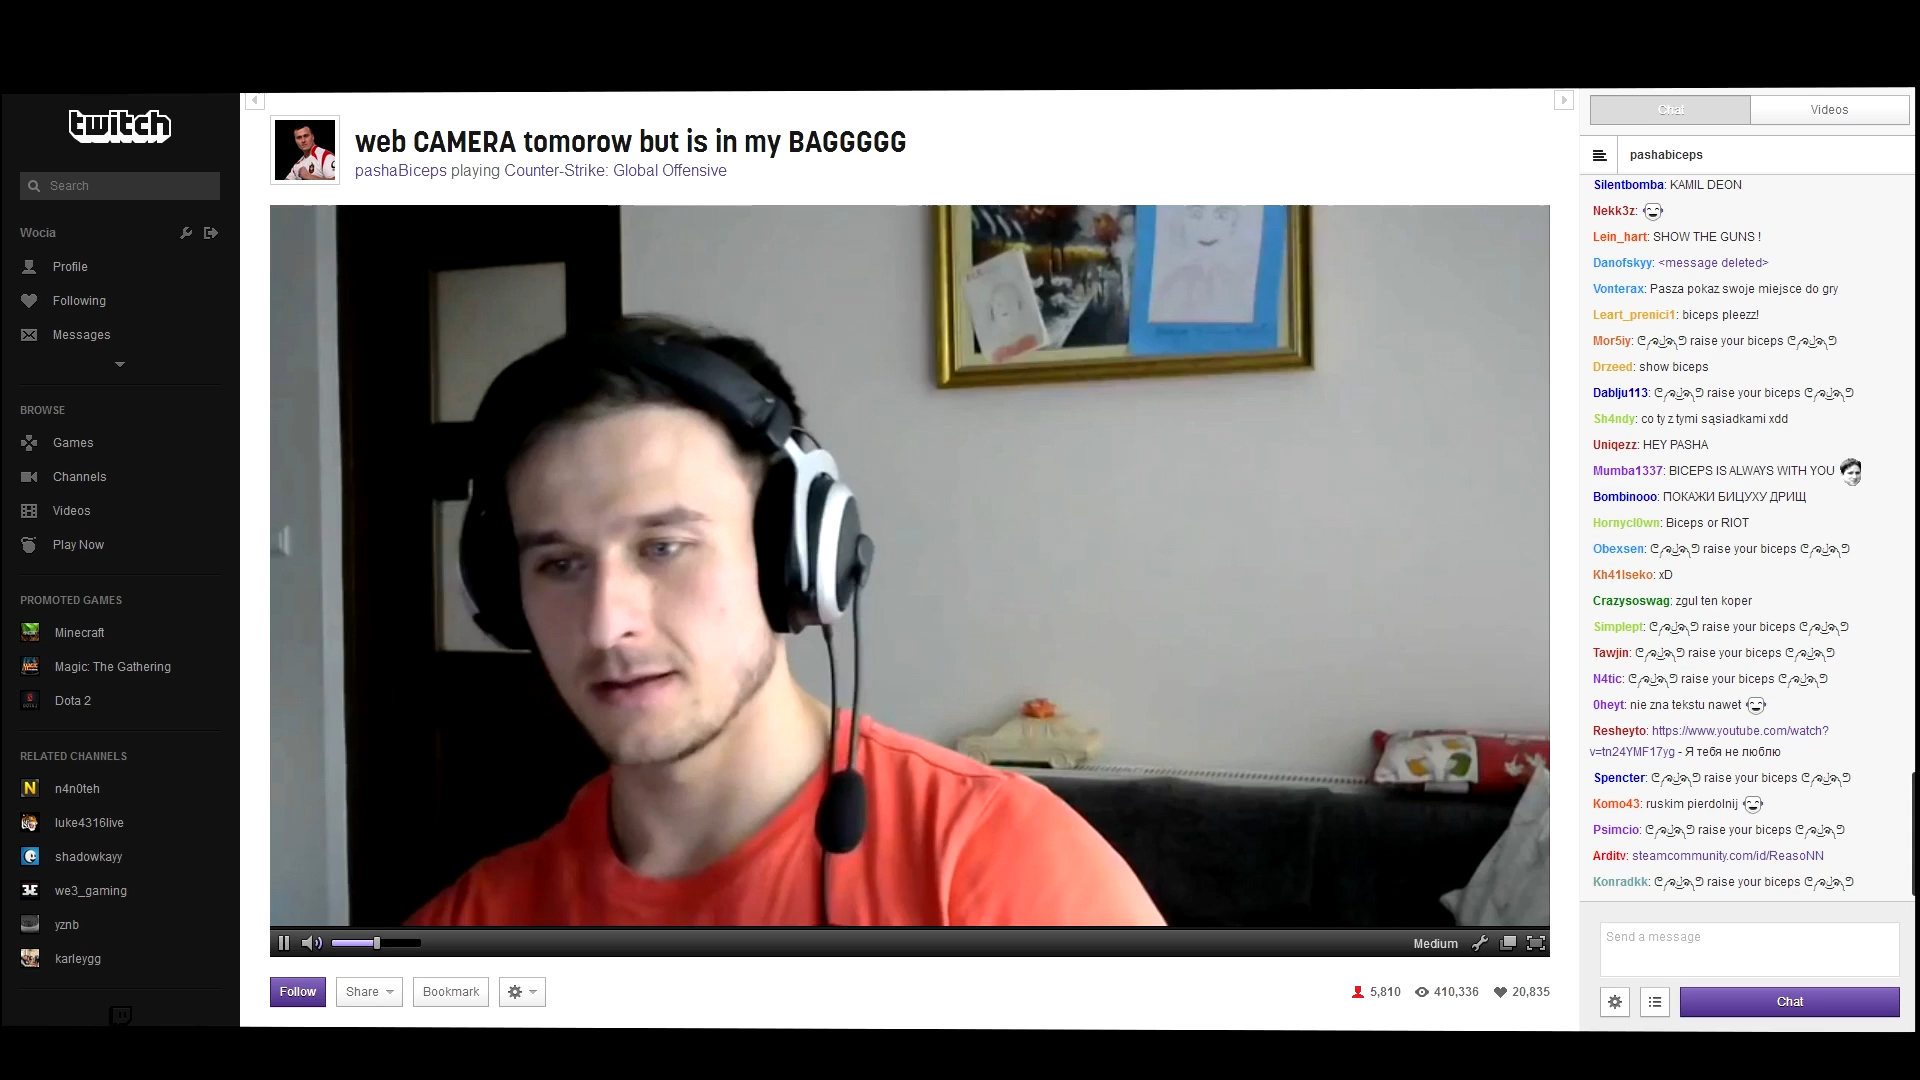 twitch
Search
Wocia
Profile
Following
Messages
BROWSE
Games
Channels
Videos
Play Now
PROMOTED GAMES
Minecraft
Magic: The Gathering
Dota 2
RELATED CHANNELS
n4n0teh
luke4316live
shadowkayy
we3_gaming
yznb
karleygg
web CAMERA tomorow but is in my BAGGGGG
pashaBiceps playing Counter-Strike: Global Offensive
Medium
Follow
Share
Bookmark
5,810
410,336
20,835
Chat
Videos
pashabiceps
Silentbomba: KAMIL DEON
Nekk3z:
Lein_hart: SHOW THE GUNS !
Danofskyy: <message deleted>
Vonterax: Pasza pokaz swoje miejsce do gry
Leart_prenici1: biceps pleezz!
Mor5iy: raise your biceps
Drzeed: show biceps
Dablju113: raise your biceps
Sh4ndy: co ty z tymi sąsiadkami xdd
Uniqezz: HEY PASHA
Mumba1337: BICEPS IS ALWAYS WITH YOU
Bombinooo: ПОКАЖИ БИЦУХУ ДРИЩ
Hornycl0wn: Biceps or RIOT
Obexsen: raise your biceps
Kh41lseko: xD
Crazysoswag: zgul ten koper
Simplept: raise your biceps
Tawjin: raise your biceps
N4tic: raise your biceps
0heyt: nie zna tekstu nawet
Resheyto: https://www.youtube.com/watch?
v=tn24YMF17yg - Я тебя не люблю
Spencter: raise your biceps
Komo43: ruskim pierdolnij
Psimcio: raise your biceps
Arditv: steamcommunity.com/id/ReasoNN
Konradkk: raise your biceps
Send a message
Chat